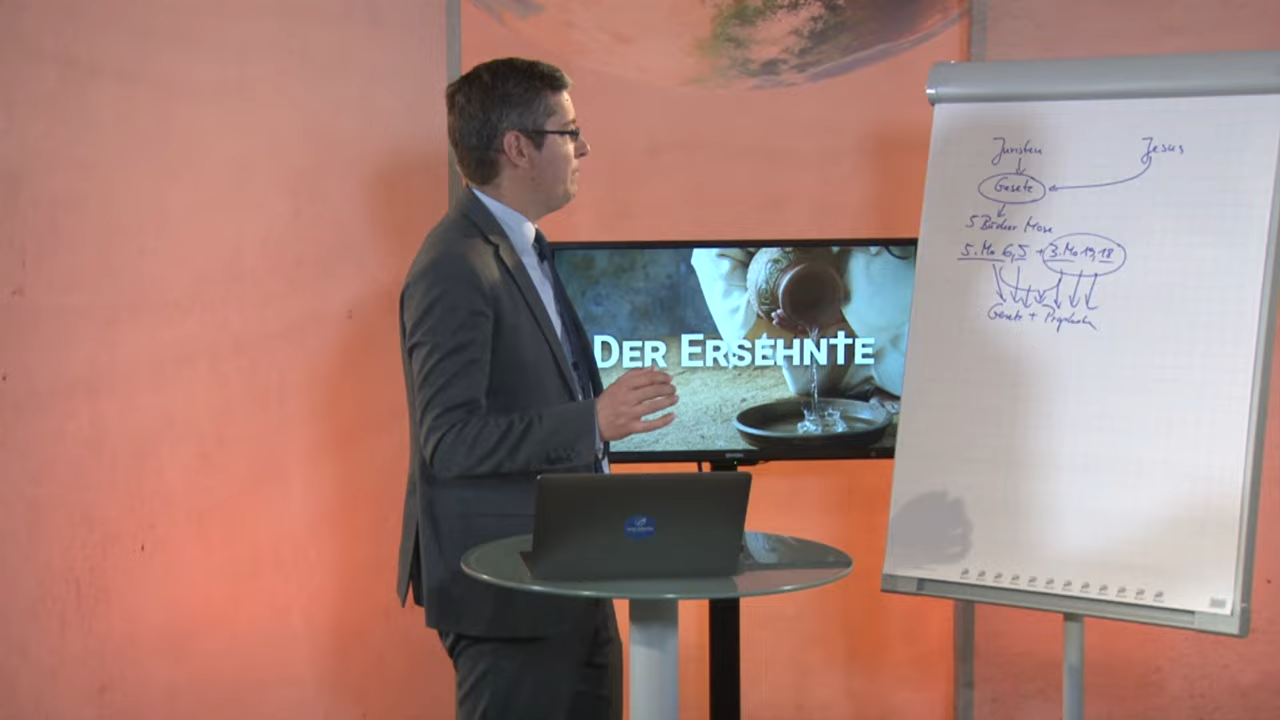 DER ERSEHNTE
Juristen Jesus
Gesetz
5 Bücher Mose
5.Mo 6,5 + 3.Mo 19,18
Gesetz + Propheten